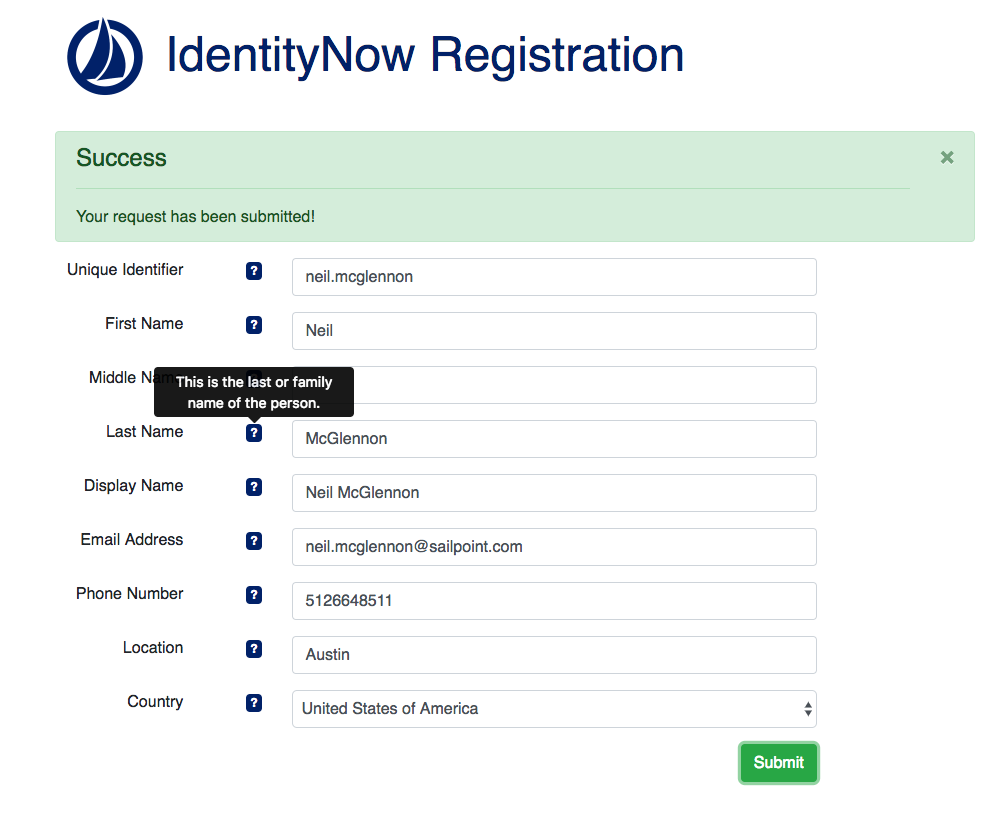 IdentityNow Registration
Success
×
Your request has been submitted!
Unique Identifier ? neil.mcglennon
First Name ? Neil
Middle Nam
This is the last or family
name of the person.
Last Name ? McGlennon
Display Name ? Neil McGlennon
Email Address ? neil.mcglennon@sailpoint.com
Phone Number ? 5126648511
Location ? Austin
Country ? United States of America
Submit